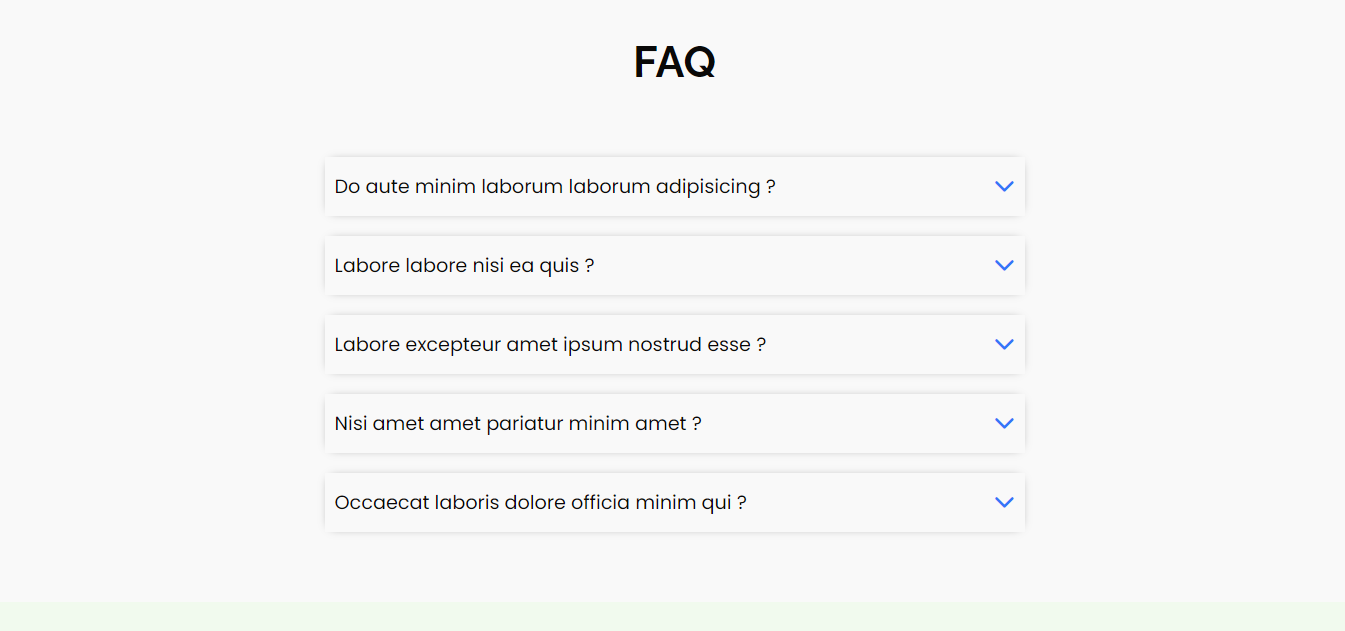 FAQ
Do aute minim laborum laborum adipisicing ?
Labore labore nisi ea quis ?
Labore excepteur amet ipsum nostrud esse ?
Nisi amet amet pariatur minim amet ?
Occaecat laboris dolore officia minim qui ?